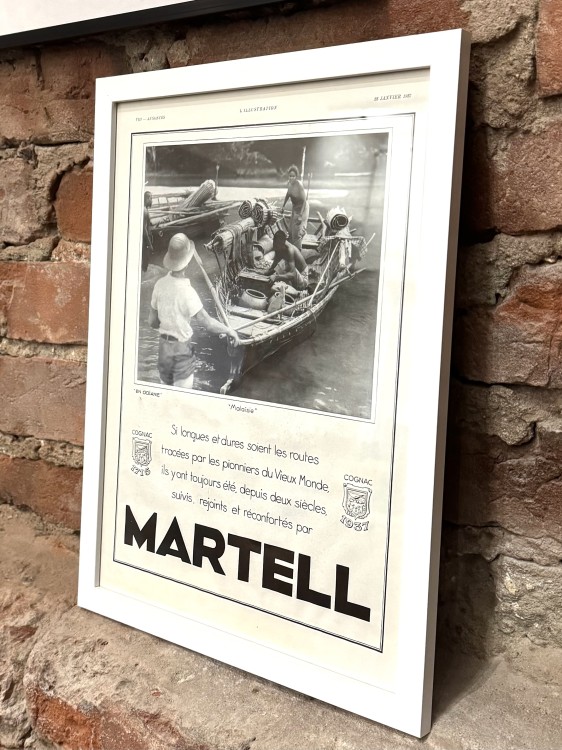 L'ILLUSTRATION
"EN OCEANIE"
"Malaisie"
Si longues et dures soient les routes
tracées par les pionniers du Vieux Monde,
ils y ont toujours été, depuis deux siècles,
suivis, rejoints et réconfortés par
COGNAC
1715
COGNAC
1937
MARTELL